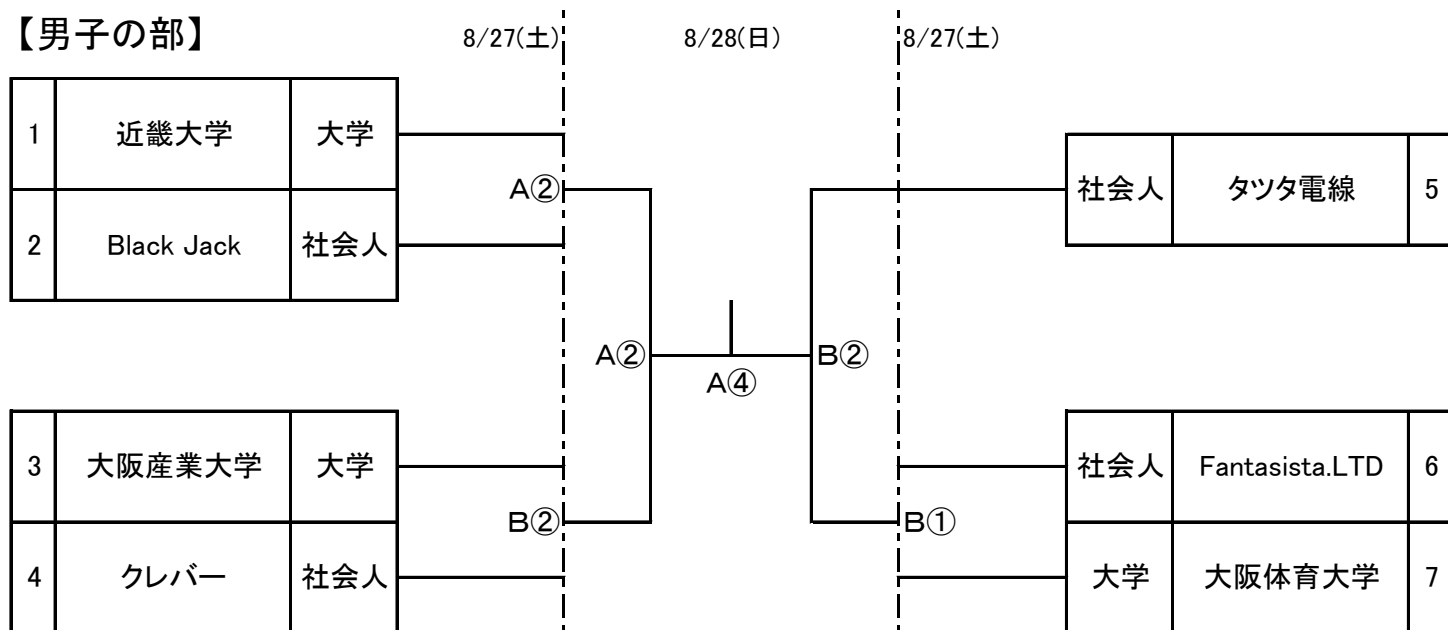 【男子の部】 8/27(土) 8/28(日) 8/27(土)
1 近畿大学 大学
A②
2 Black Jack 社会人
社会人 タツタ電線 5
A② A④ B②
3 大阪産業大学 大学
B②
4 クレバー 社会人
社会人 Fantasista.LTD 6
B①
大学 大阪体育大学 7